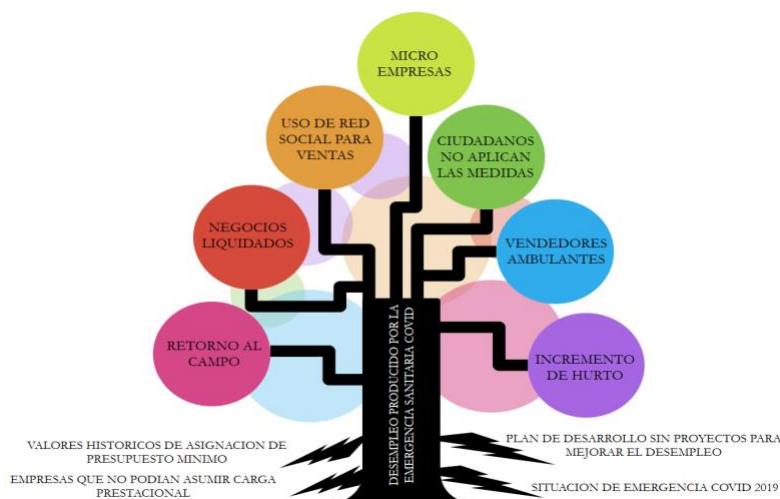 MICRO
EMPRESAS
USO DE RED
SOCIAL PARA
VENTAS
CIUDADANOS
NO APLICAN
LAS MEDIDAS
NEGOCIOS
LIQUIDADOS
VENDEDORES
AMBULANTES
RETORNO AL
CAMPO
INCREMENTO
DE HURTO
DESEMPLEO PRODUCIDO POR LA
EMERGENCIA SANITARIA COVID
VALORES HISTORICOS DE ASIGNACION DE
PRESUPUESTO MINIMO
PLAN DE DESARROLLO SIN PROYECTOS PARA
MEJORAR EL DESEMPLEO
EMPRESAS QUE NO PODIAN ASUMIR CARGA
PRESTACIONAL
SITUACION DE EMERGENCIA COVID 2019